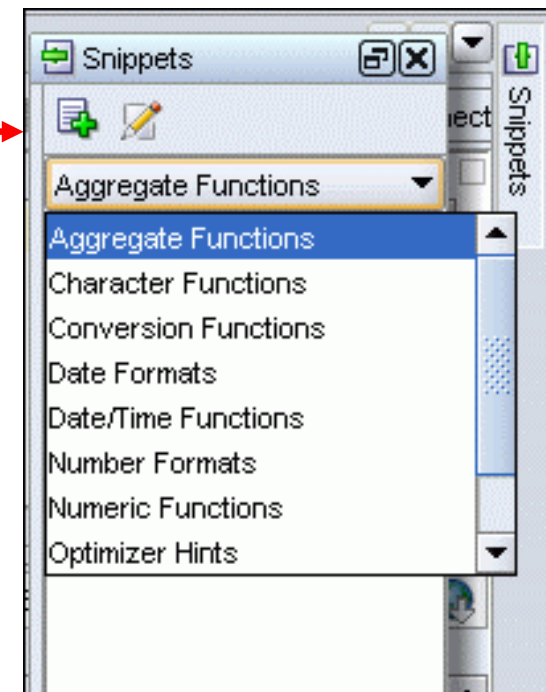 Snippets
Aggregate Functions
Aggregate Functions
Character Functions
Conversion Functions
Date Formats
Date/Time Functions
Number Formats
Numeric Functions
Optimizer Hints
Snippets